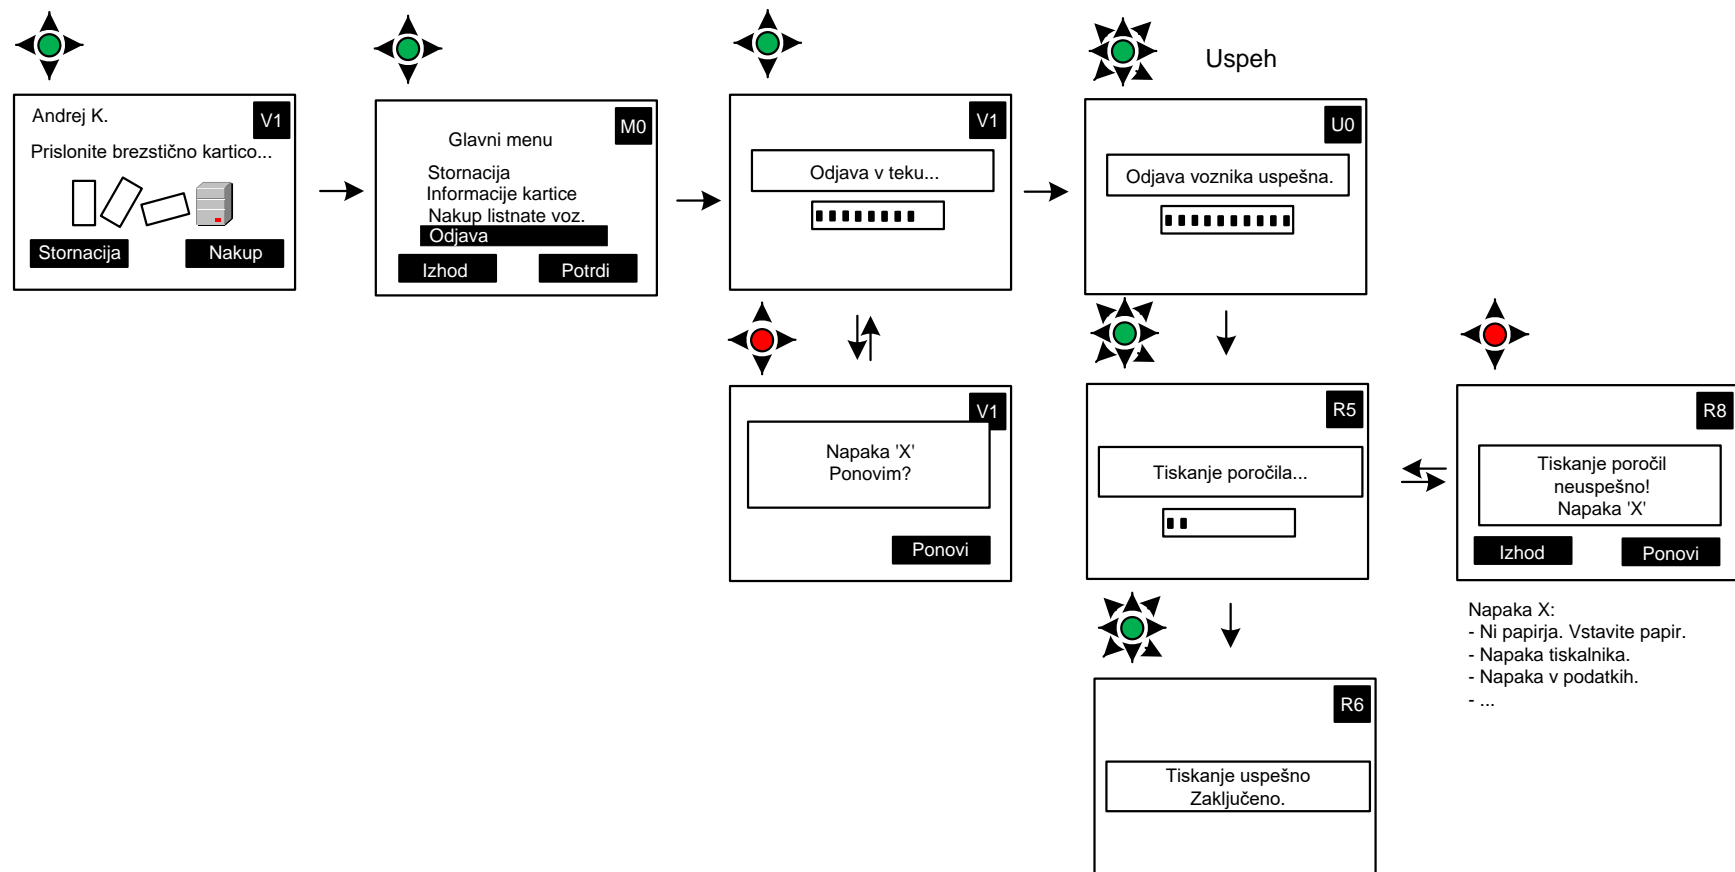 Uspeh
Andrej K.
V1
Prislonite brezstično kartico...
Stornacija
Nakup
M0
Glavni menu
Stornacija
Informacije kartice
Nakup listnate voz.
Odjava
Izhod
Potrdi
V1
Odjava v teku...
U0
Odjava voznika uspešna.
V1
Napaka 'X'
Ponovim?
Ponovi
R5
Tiskanje poročila...
R8
Tiskanje poročil
neuspešno!
Napaka 'X'
Izhod
Ponovi
Napaka X:
- Ni papirja. Vstavite papir.
- Napaka tiskalnika.
- Napaka v podatkih.
- ...
R6
Tiskanje uspešno
Zaključeno.